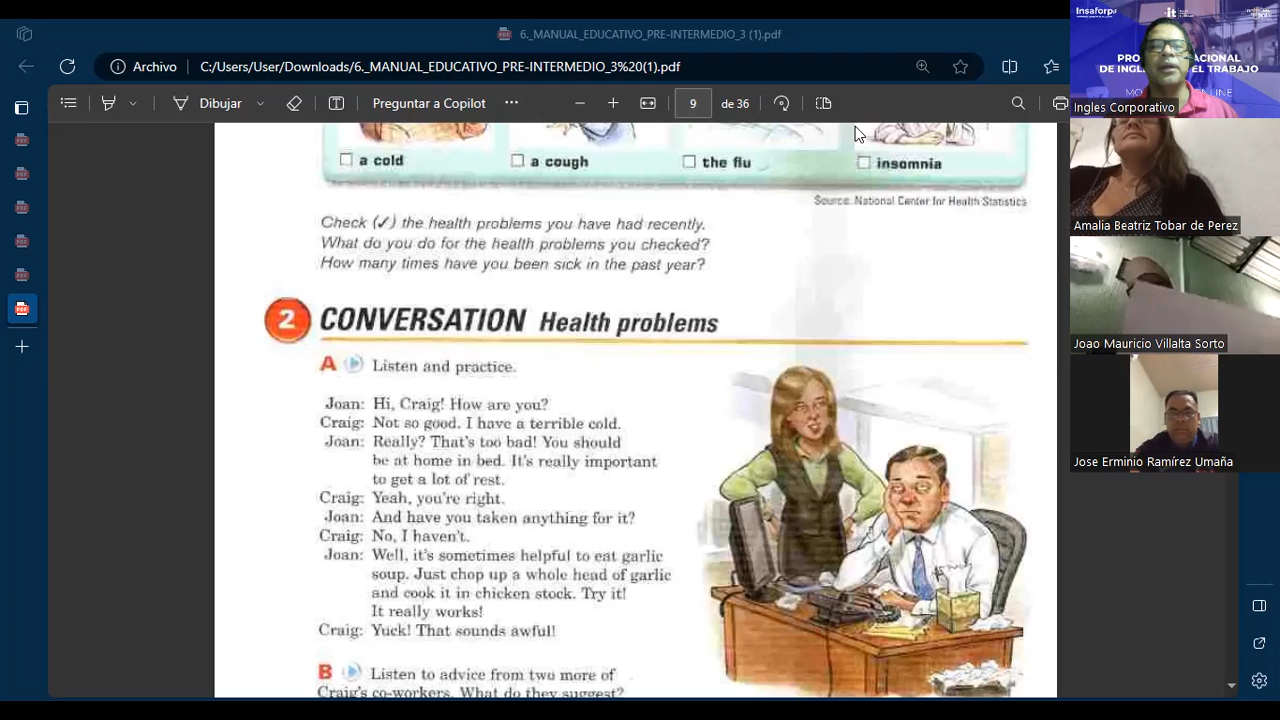 6._MANUAL_EDUCATIVO_PRE-INTERMEDIO_3 (1).pdf
Archivo
C:/Users/User/Downloads/6._MANUAL_EDUCATIVO_PRE-INTERMEDIO_3%20(1).pdf
Dibujar
Preguntar a Copilot
9
de 36
a cold
a cough
the flu
insomnia
Source: National Center for Health Statistics
Check (✓) the health problems you have had recently.
What do you do for the health problems you checked?
How many times have you been sick in the past year?
2 CONVERSATION Health problems
A Listen and practice.
Joan: Hi, Craig! How are you?
Craig: Not so good. I have a terrible cold.
Joan: Really? That's too bad! You should
be at home in bed. It's really important
to get a lot of rest.
Craig: Yeah, you're right.
Joan: And have you taken anything for it?
Craig: No, I haven't.
Joan: Well, it's sometimes helpful to eat garlic
soup. Just chop up a whole head of garlic
and cook it in chicken stock. Try it!
It really works!
Craig: Yuck! That sounds awful!
B Listen to advice from two more of
Craig's co-workers. What do they suggest?
Insaforp
it
PRO ACIONAL
DE INGL EL TRABAJO
MO ONLINE
Ingles Corporativo
Amalia Beatriz Tobar de Perez
Joao Mauricio Villalta Sorto
Jose Erminio Ramírez Umaña